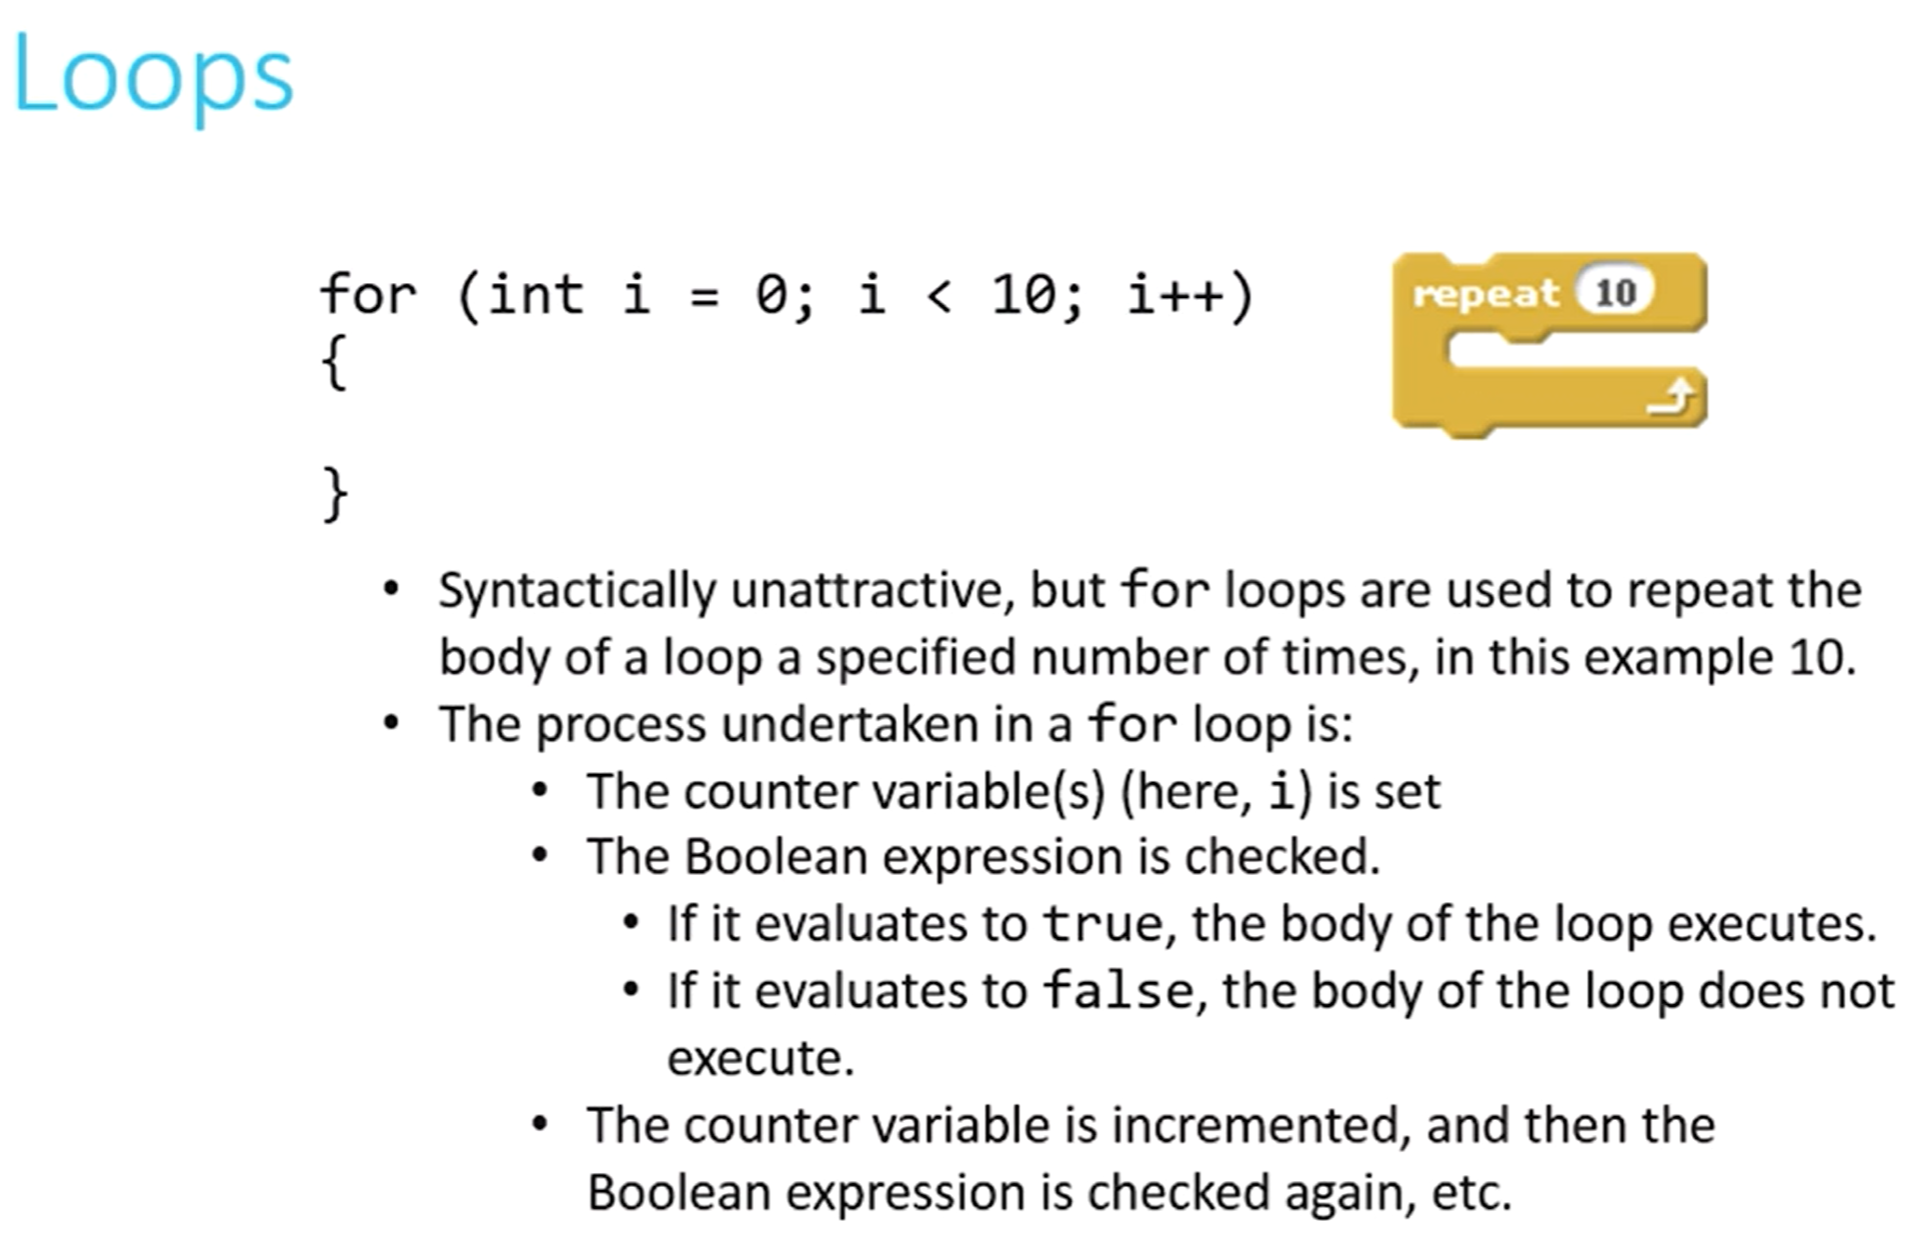 Loops
for (int i = 0; i < 10; i++)
{
}
repeat 10
• Syntactically unattractive, but for loops are used to repeat the
body of a loop a specified number of times, in this example 10.
• The process undertaken in a for loop is:
• The counter variable(s) (here, i) is set
• The Boolean expression is checked.
• If it evaluates to true, the body of the loop executes.
• If it evaluates to false, the body of the loop does not
execute.
• The counter variable is incremented, and then the
Boolean expression is checked again, etc.